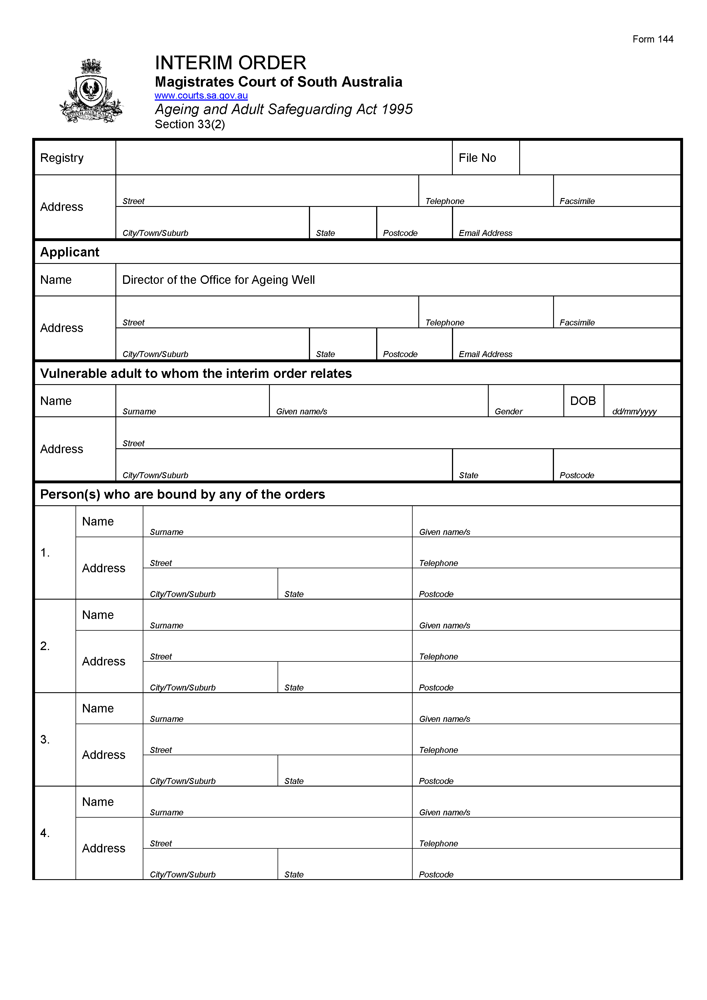 Form 144
INTERIM ORDER
Magistrates Court of South Australia
www.courts.sa.gov.au
Ageing and Adult Safeguarding Act 1995
Section 33(2)
SOUTH AUSTRALIA
Registry File No
Address
Street Telephone Facsimile
City/Town/Suburb State Postcode Email Address
Applicant
Name Director of the Office for Ageing Well
Address
Street Telephone Facsimile
City/Town/Suburb State Postcode Email Address
Vulnerable adult to whom the interim order relates
Name Surname Given name/s Gender DOB dd/mm/yyyy
Address
Street
City/Town/Suburb State Postcode
Person(s) who are bound by any of the orders
1.
Name Surname Given name/s
Address
Street Telephone
City/Town/Suburb State Postcode
2.
Name Surname Given name/s
Address
Street Telephone
City/Town/Suburb State Postcode
3.
Name Surname Given name/s
Address
Street Telephone
City/Town/Suburb State Postcode
4.
Name Surname Given name/s
Address
Street Telephone
City/Town/Suburb State Postcode